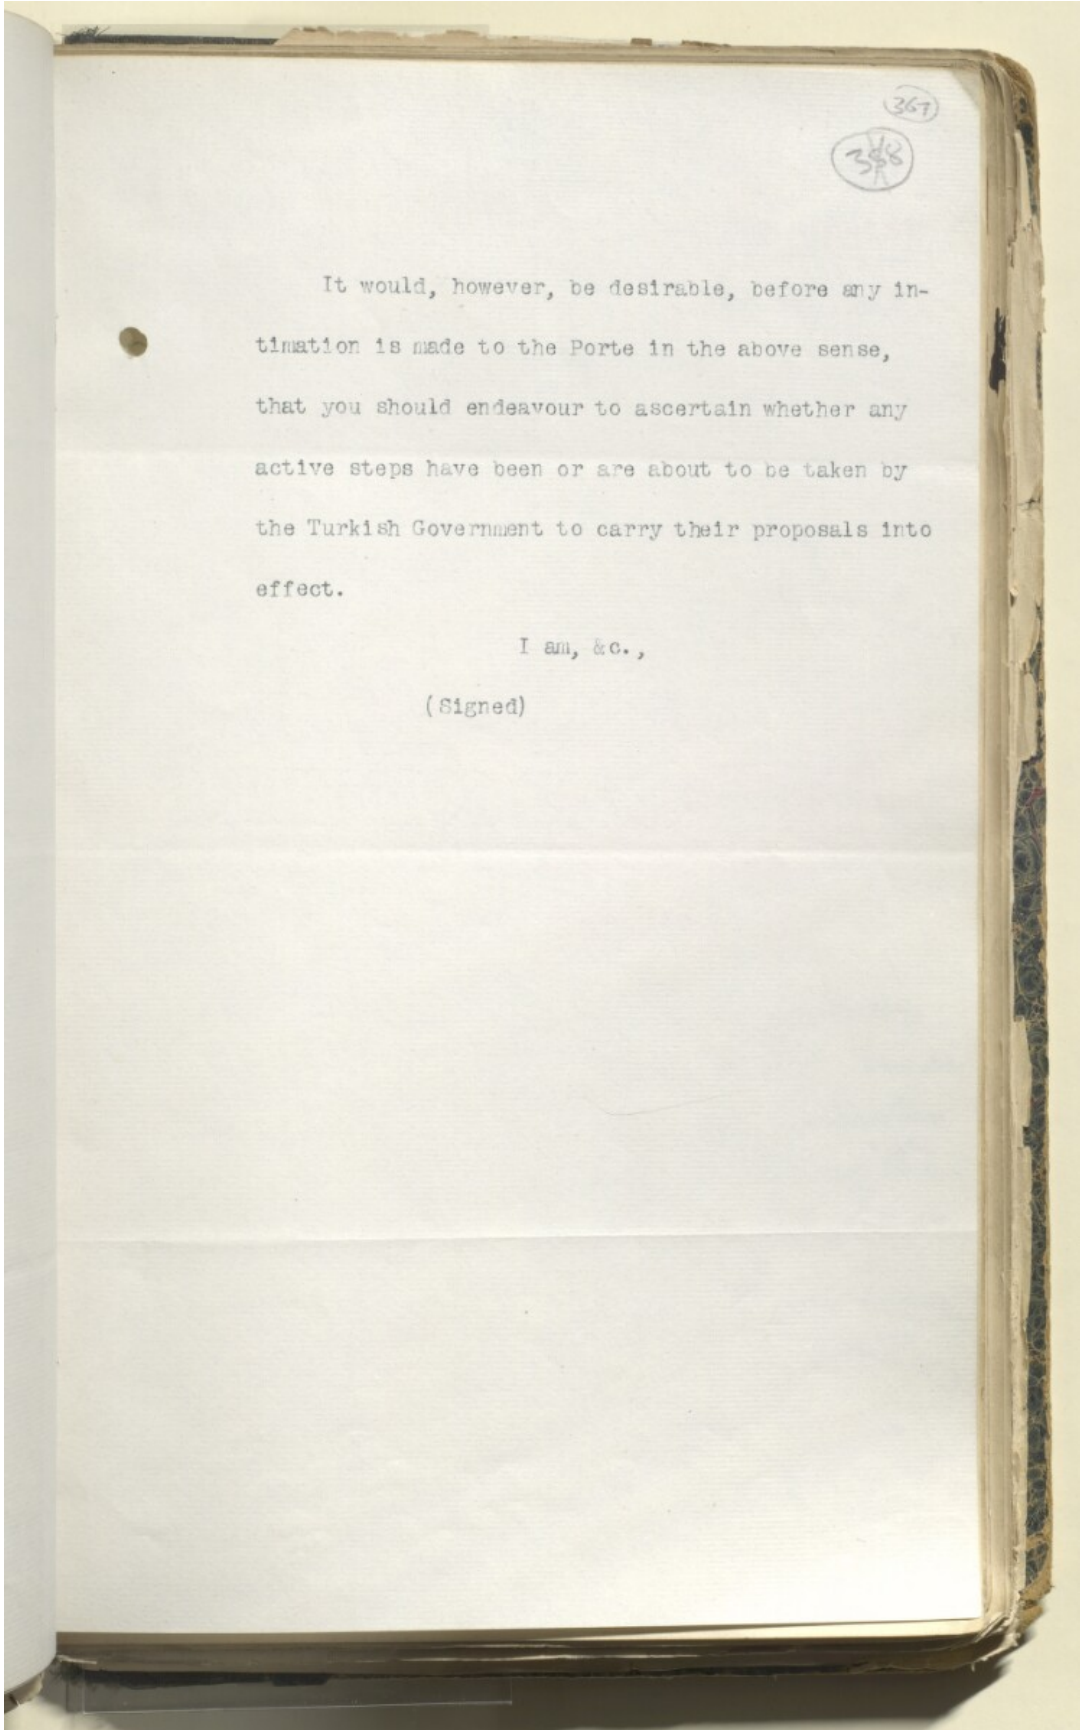 367
It would, however, be desirable, before any in-
timation is made to the Porte in the above sense,
that you should endeavour to ascertain whether any
active steps have been or are about to be taken by
the Turkish Government to carry their proposals into
effect.
I am, &c.,
(Signed)